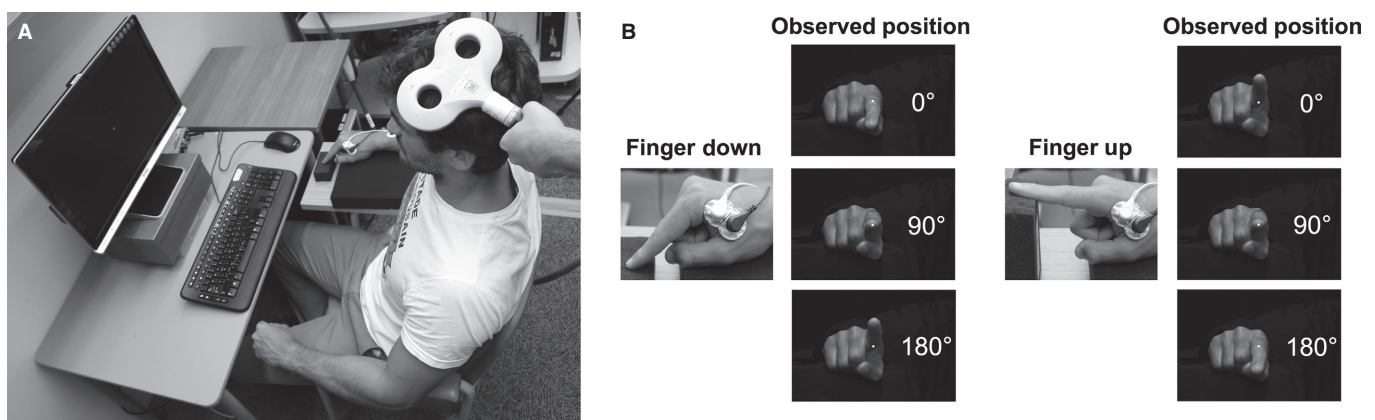 A
B
Observed position
Observed position
0°
0°
Finger down
Finger up
90°
90°
180°
180°